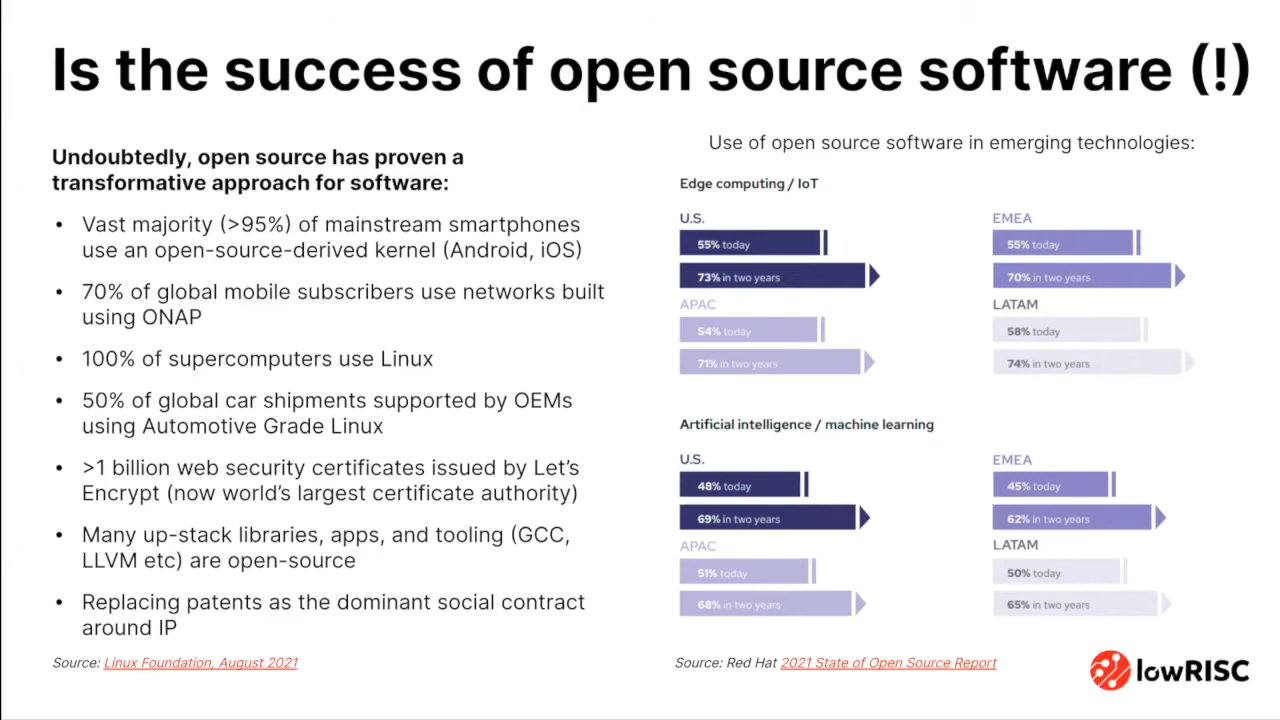 Is the success of open source software (!)
Undoubtedly, open source has proven a
transformative approach for software:
• Vast majority (>95%) of mainstream smartphones
use an open-source-derived kernel (Android, iOS)
• 70% of global mobile subscribers use networks built
using ONAP
• 100% of supercomputers use Linux
• 50% of global car shipments supported by OEMs
using Automotive Grade Linux
• >1 billion web security certificates issued by Let's
Encrypt (now world's largest certificate authority)
• Many up-stack libraries, apps, and tooling (GCC,
LLVM etc) are open-source
• Replacing patents as the dominant social contract
around IP
Source: Linux Foundation, August 2021
Use of open source software in emerging technologies:
Edge computing / IoT
U.S.
55% today
73% in two years
EMEA
55% today
70% in two years
APAC
54% today
71% in two years
LATAM
58% today
74% in two years
Artificial intelligence / machine learning
U.S.
48% today
69% in two years
EMEA
45% today
62% in two years
APAC
51% today
68% in two years
LATAM
50% today
65% in two years
Source: Red Hat 2021 State of Open Source Report
lowRISC